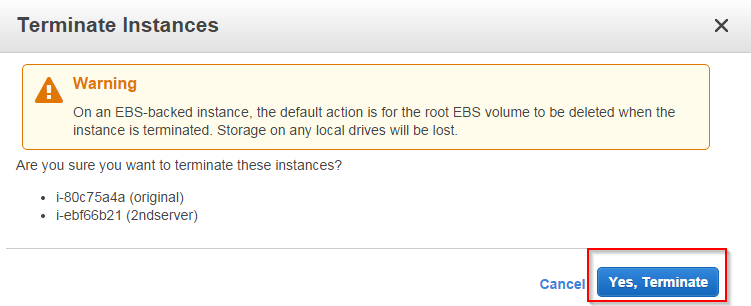 Terminate Instances
Warning
On an EBS-backed instance, the default action is for the root EBS volume to be deleted when the
instance is terminated. Storage on any local drives will be lost.
Are you sure you want to terminate these instances?
• i-80c75a4a (original)
• i-ebf66b21 (2ndserver)
Cancel Yes, Terminate